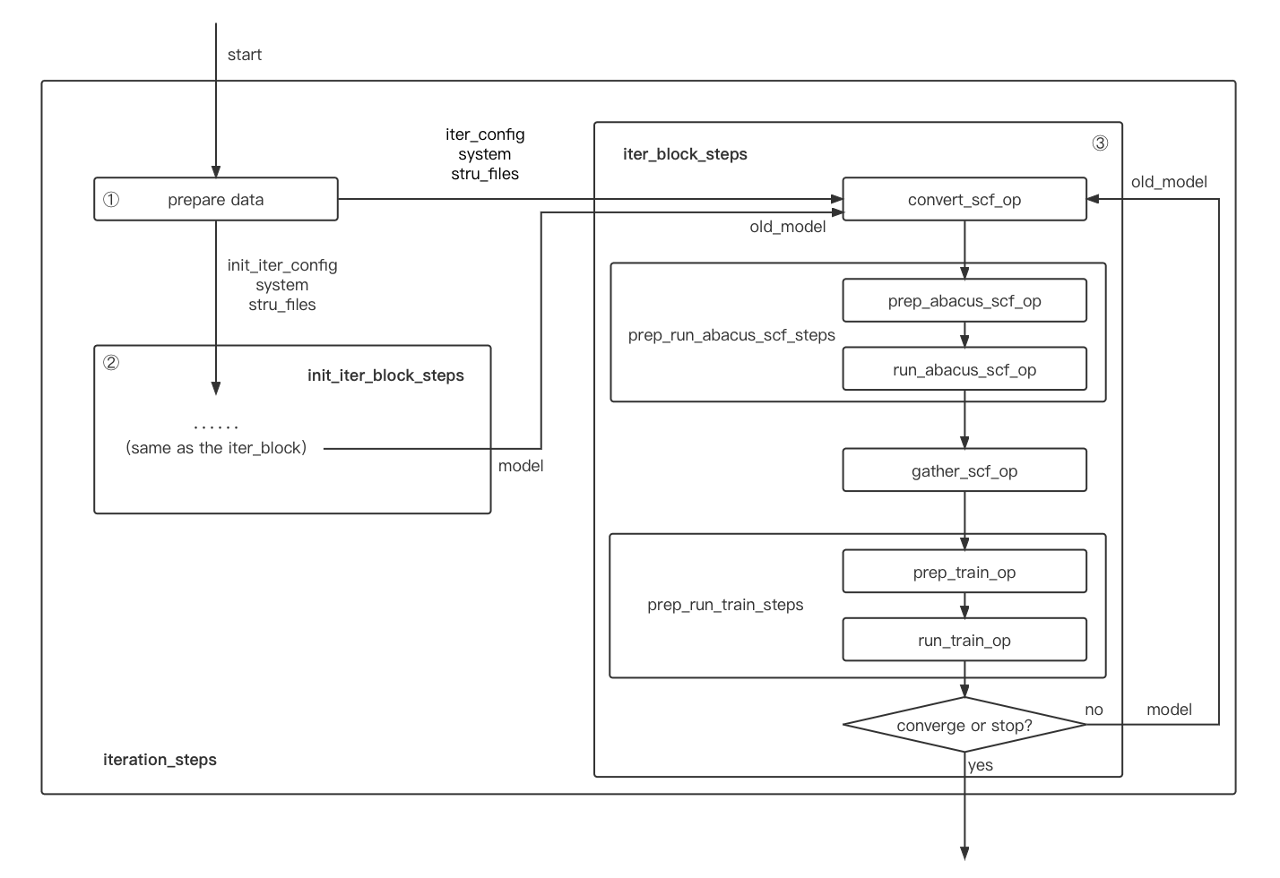 start
iter_config
system
stru_files
iter_block_steps
③
①
prepare data
convert_scf_op
old_model
old_model
init_iter_config
system
stru_files
prep_abacus_scf_op
prep_run_abacus_scf_steps
run_abacus_scf_op
②
init_iter_block_steps
......
(same as the iter_block)
model
gather_scf_op
prep_train_op
prep_run_train_steps
run_train_op
converge or stop?
no
model
yes
iteration_steps